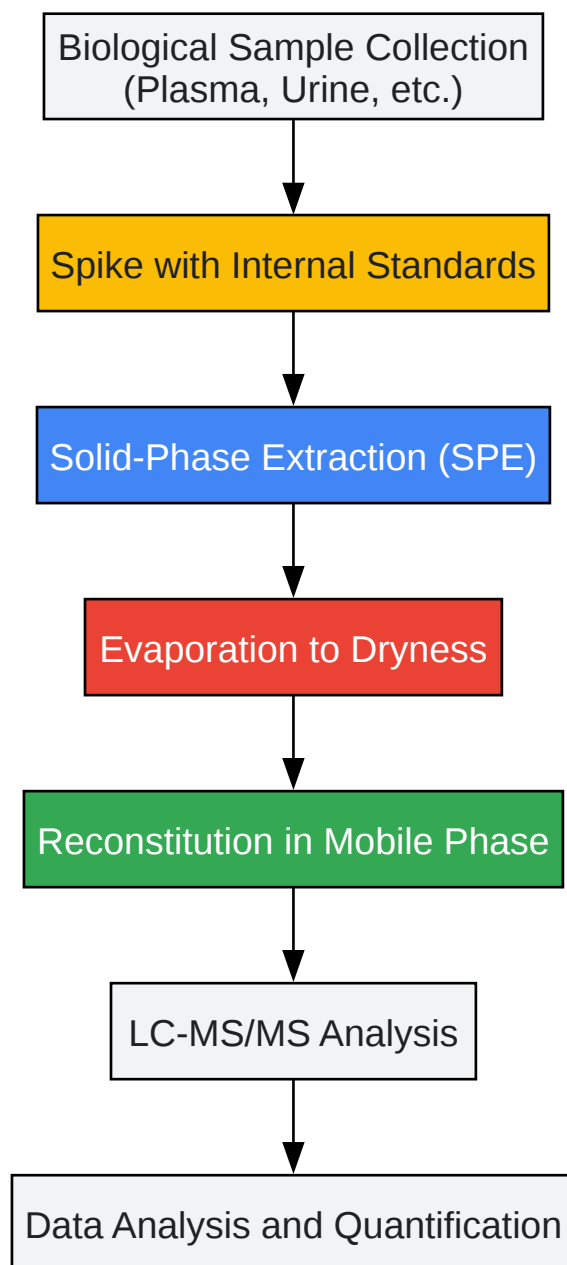 Biological Sample Collection
(Plasma, Urine, etc.)
Spike with Internal Standards
Solid-Phase Extraction (SPE)
Evaporation to Dryness
Reconstitution in Mobile Phase
LC-MS/MS Analysis
Data Analysis and Quantification